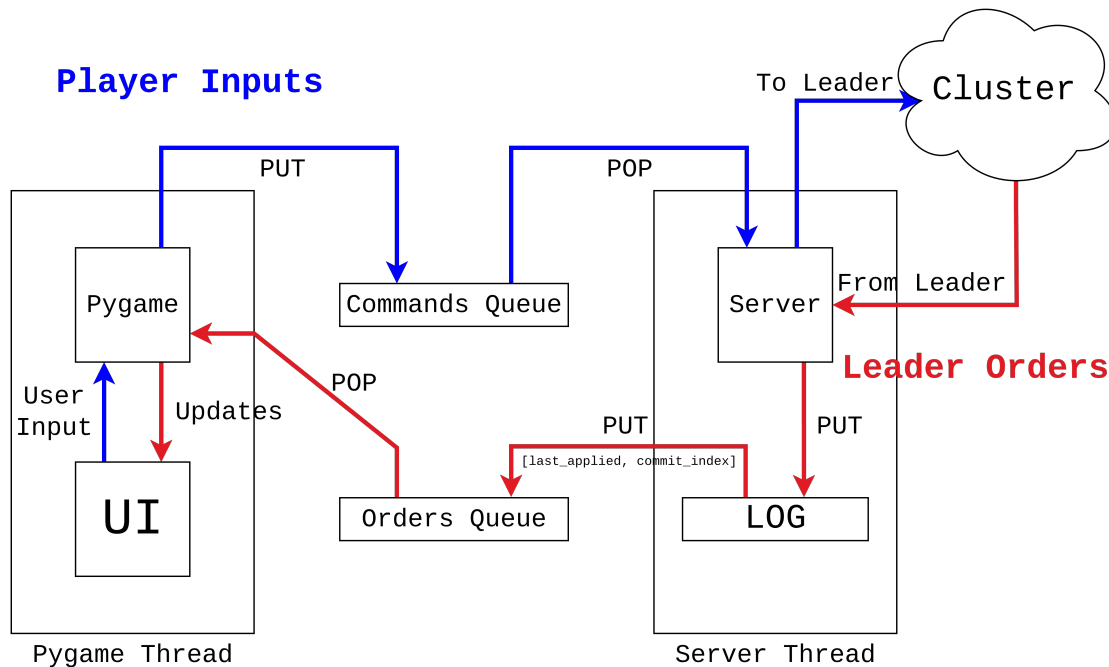 Player Inputs
To Leader
Cluster
PUT
POP
Pygame
Commands Queue
Server
From Leader
Leader Orders
User
Input
Updates
POP
PUT
PUT
[last_applied, commit_index]
UI
Orders Queue
LOG
Pygame Thread
Server Thread